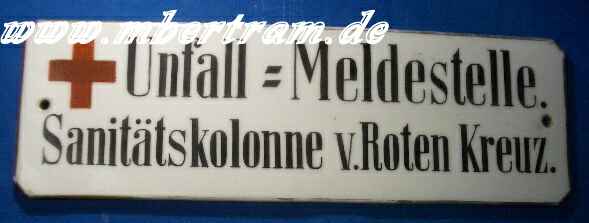 www.mbertram.de
Unfall = Meldestelle.
Sanitätskolonne v. Roten Kreuz.